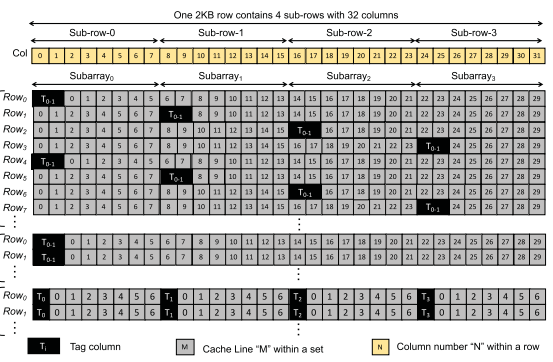 One 2KB row contains 4 sub-rows with 32 columns
Sub-row-0 Sub-row-1 Sub-row-2 Sub-row-3
Col 0 1 2 3 4 5 6 7 8 9 10 11 12 13 14 15 16 17 18 19 20 21 22 23 24 25 26 27 28 29 30 31
Subarray0 Subarray1 Subarray2 Subarray3
Row0 T0-1 0 1 2 3 4 5 6 7 8 9 10 11 12 13 14 15 16 17 18 19 20 21 22 23 24 25 26 27 28 29
Row1 0 1 2 3 4 5 6 7 T0-1 8 9 10 11 12 13 14 15 16 17 18 19 20 21 22 23 24 25 26 27 28 29
Row2 0 1 2 3 4 5 6 7 8 9 10 11 12 13 14 15 T0-1 16 17 18 19 20 21 22 23 24 25 26 27 28 29
Row3 0 1 2 3 4 5 6 7 8 9 10 11 12 13 14 15 16 17 18 19 20 21 22 23 T0-1 24 25 26 27 28 29
Row4 T0-1 0 1 2 3 4 5 6 7 8 9 10 11 12 13 14 15 16 17 18 19 20 21 22 23 24 25 26 27 28 29
Row5 0 1 2 3 4 5 6 7 T0-1 8 9 10 11 12 13 14 15 16 17 18 19 20 21 22 23 24 25 26 27 28 29
Row6 0 1 2 3 4 5 6 7 8 9 10 11 12 13 14 15 T0-1 16 17 18 19 20 21 22 23 24 25 26 27 28 29
Row7 0 1 2 3 4 5 6 7 8 9 10 11 12 13 14 15 16 17 18 19 20 21 22 23 T0-1 24 25 26 27 28 29
Row0 T0-1 0 1 2 3 4 5 6 7 8 9 10 11 12 13 14 15 16 17 18 19 20 21 22 23 24 25 26 27 28 29
Row1 T0-1 0 1 2 3 4 5 6 7 8 9 10 11 12 13 14 15 16 17 18 19 20 21 22 23 24 25 26 27 28 29
Row0 T0 0 1 2 3 4 5 6 T1 0 1 2 3 4 5 6 T2 0 1 2 3 4 5 6 T3 0 1 2 3 4 5 6
Row1 T0 0 1 2 3 4 5 6 T1 0 1 2 3 4 5 6 T2 0 1 2 3 4 5 6 T3 0 1 2 3 4 5 6
Ti Tag column M Cache Line "M" within a set N Column number "N" within a row